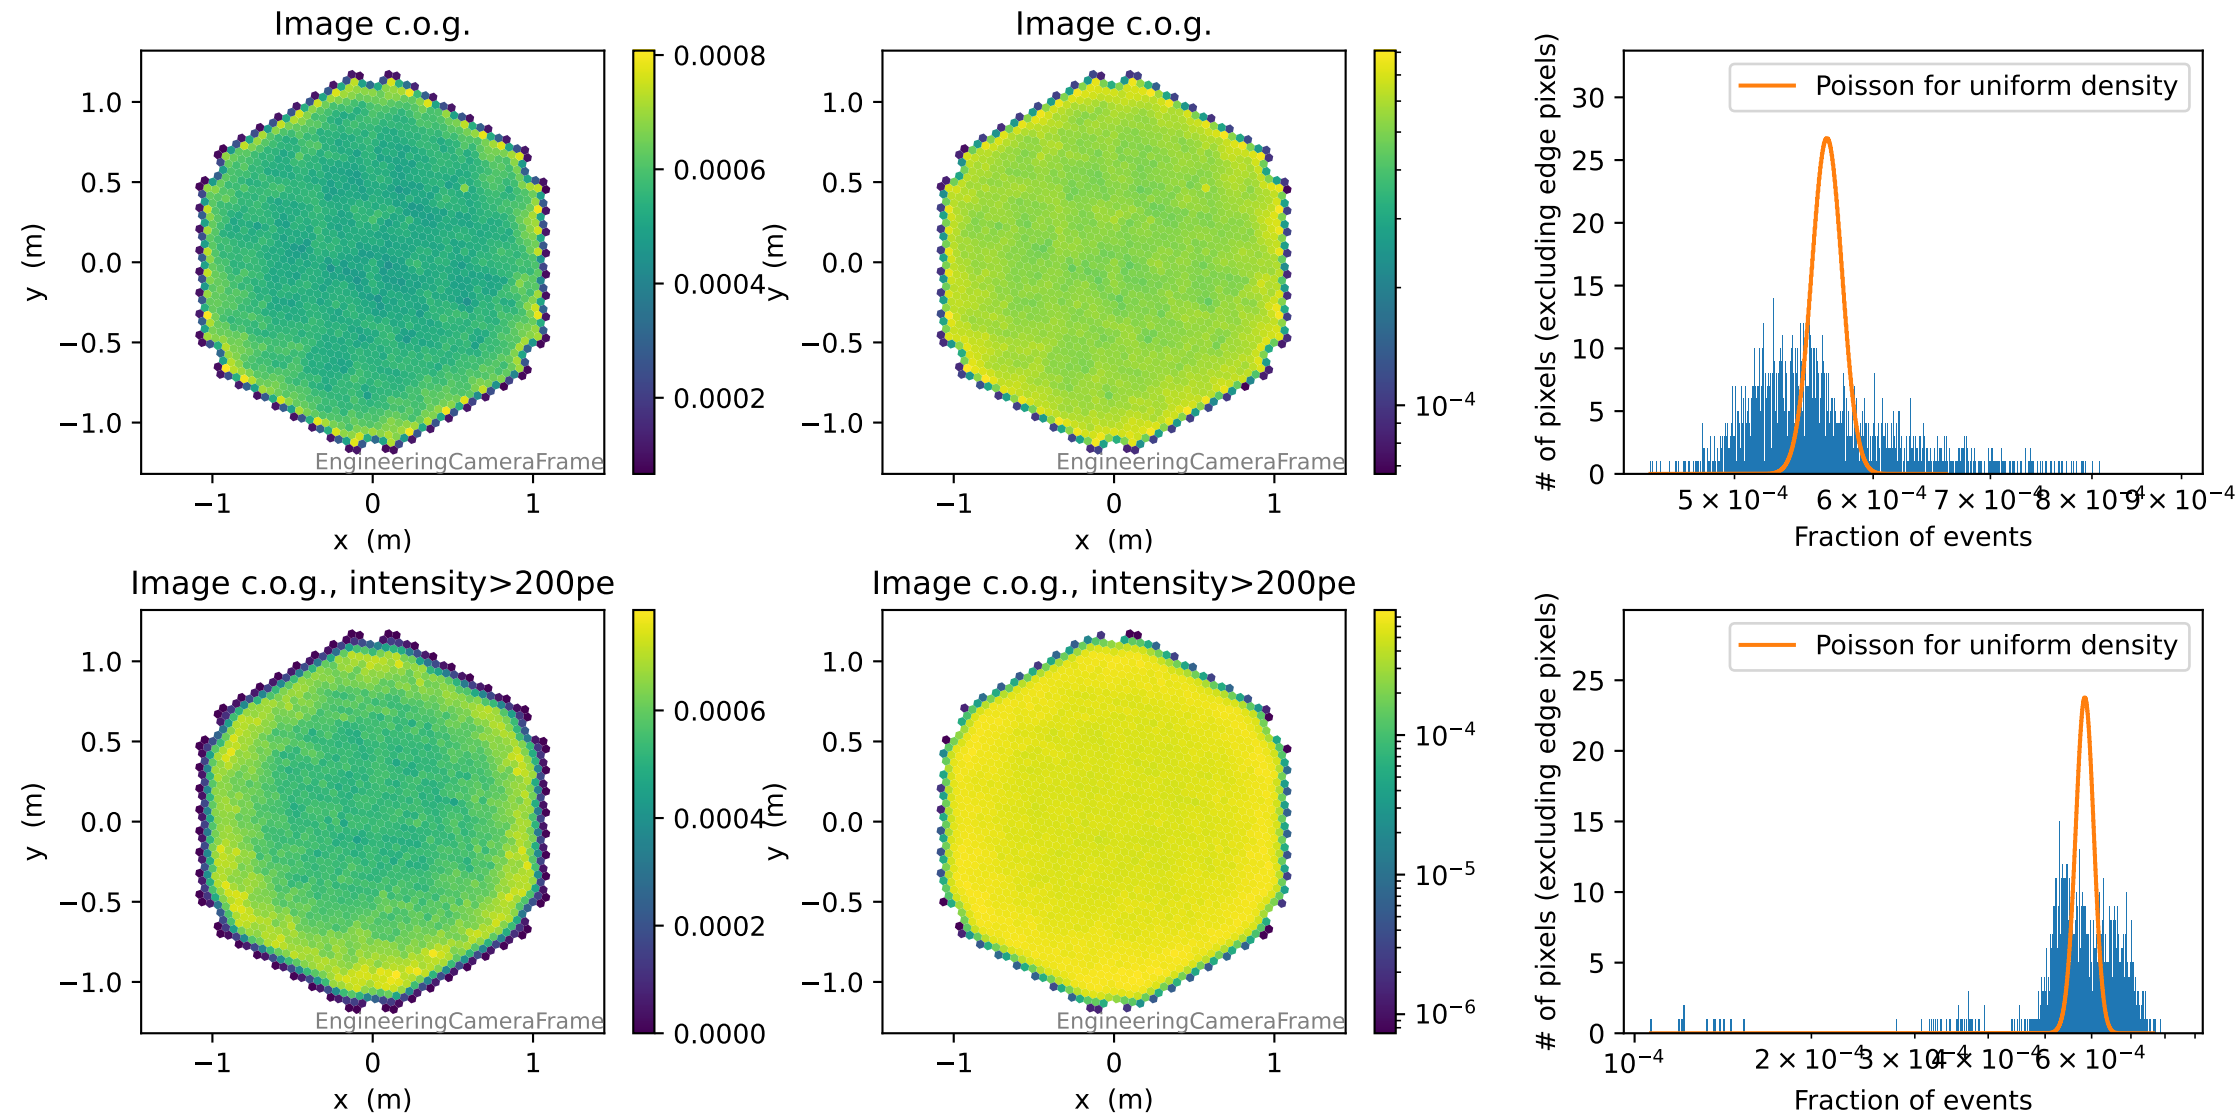 Image c.o.g.
y (m)
1.0
0.5
0.0
−0.5
−1.0
EngineeringCameraFrame
−1 0 1
x (m)
0.0008
0.0006
0.0004
0.0002
Image c.o.g.
y (m)
1.0
0.5
0.0
−0.5
−1.0
EngineeringCameraFrame
−1 0 1
x (m)
10⁻⁴
# of pixels (excluding edge pixels)
30
25
20
15
10
5
0
Poisson for uniform density
5 × 10⁻⁴ 6 × 10⁻⁴ 7 × 10⁻⁴ 8 × 10⁻⁴ 9 × 10⁻⁴
Fraction of events
Image c.o.g., intensity>200pe
y (m)
1.0
0.5
0.0
−0.5
−1.0
EngineeringCameraFrame
−1 0 1
x (m)
0.0006
0.0004
0.0002
0.0000
Image c.o.g., intensity>200pe
y (m)
1.0
0.5
0.0
−0.5
−1.0
EngineeringCameraFrame
−1 0 1
x (m)
10⁻⁴
10⁻⁵
10⁻⁶
# of pixels (excluding edge pixels)
25
20
15
10
5
0
Poisson for uniform density
10⁻⁴ 2 × 10⁻⁴ 3 × 10⁻⁴ 4 × 10⁻⁴ 6 × 10⁻⁴
Fraction of events